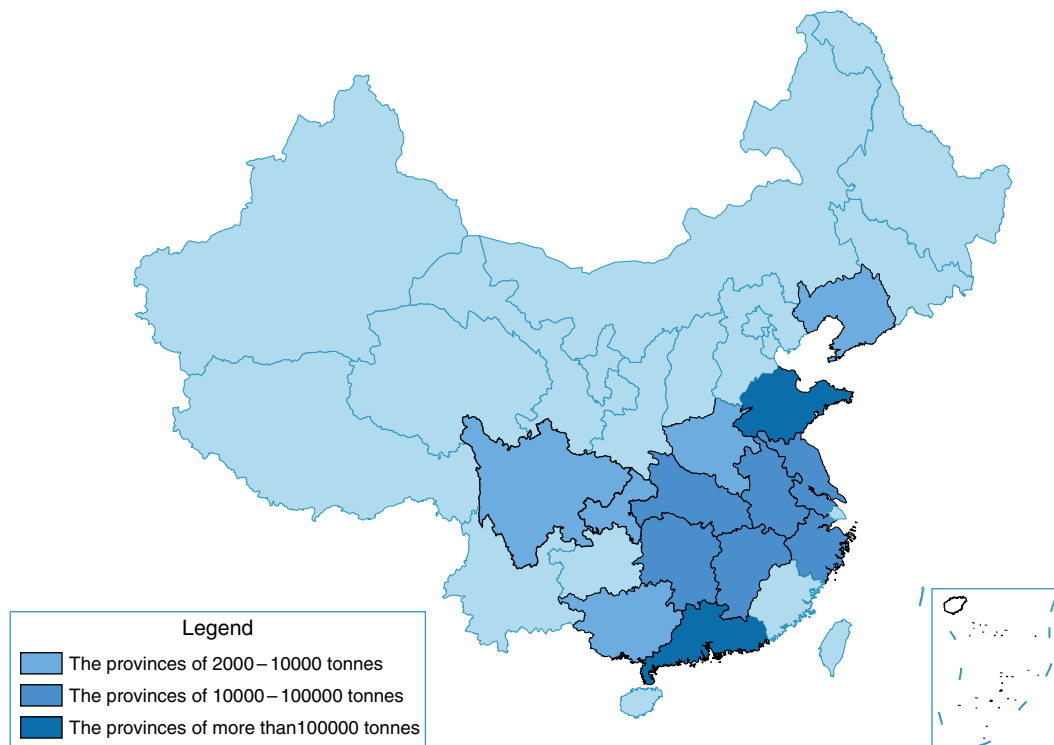 Legend
The provinces of 2000–10000 tonnes
The provinces of 10000–100000 tonnes
The provinces of more than100000 tonnes